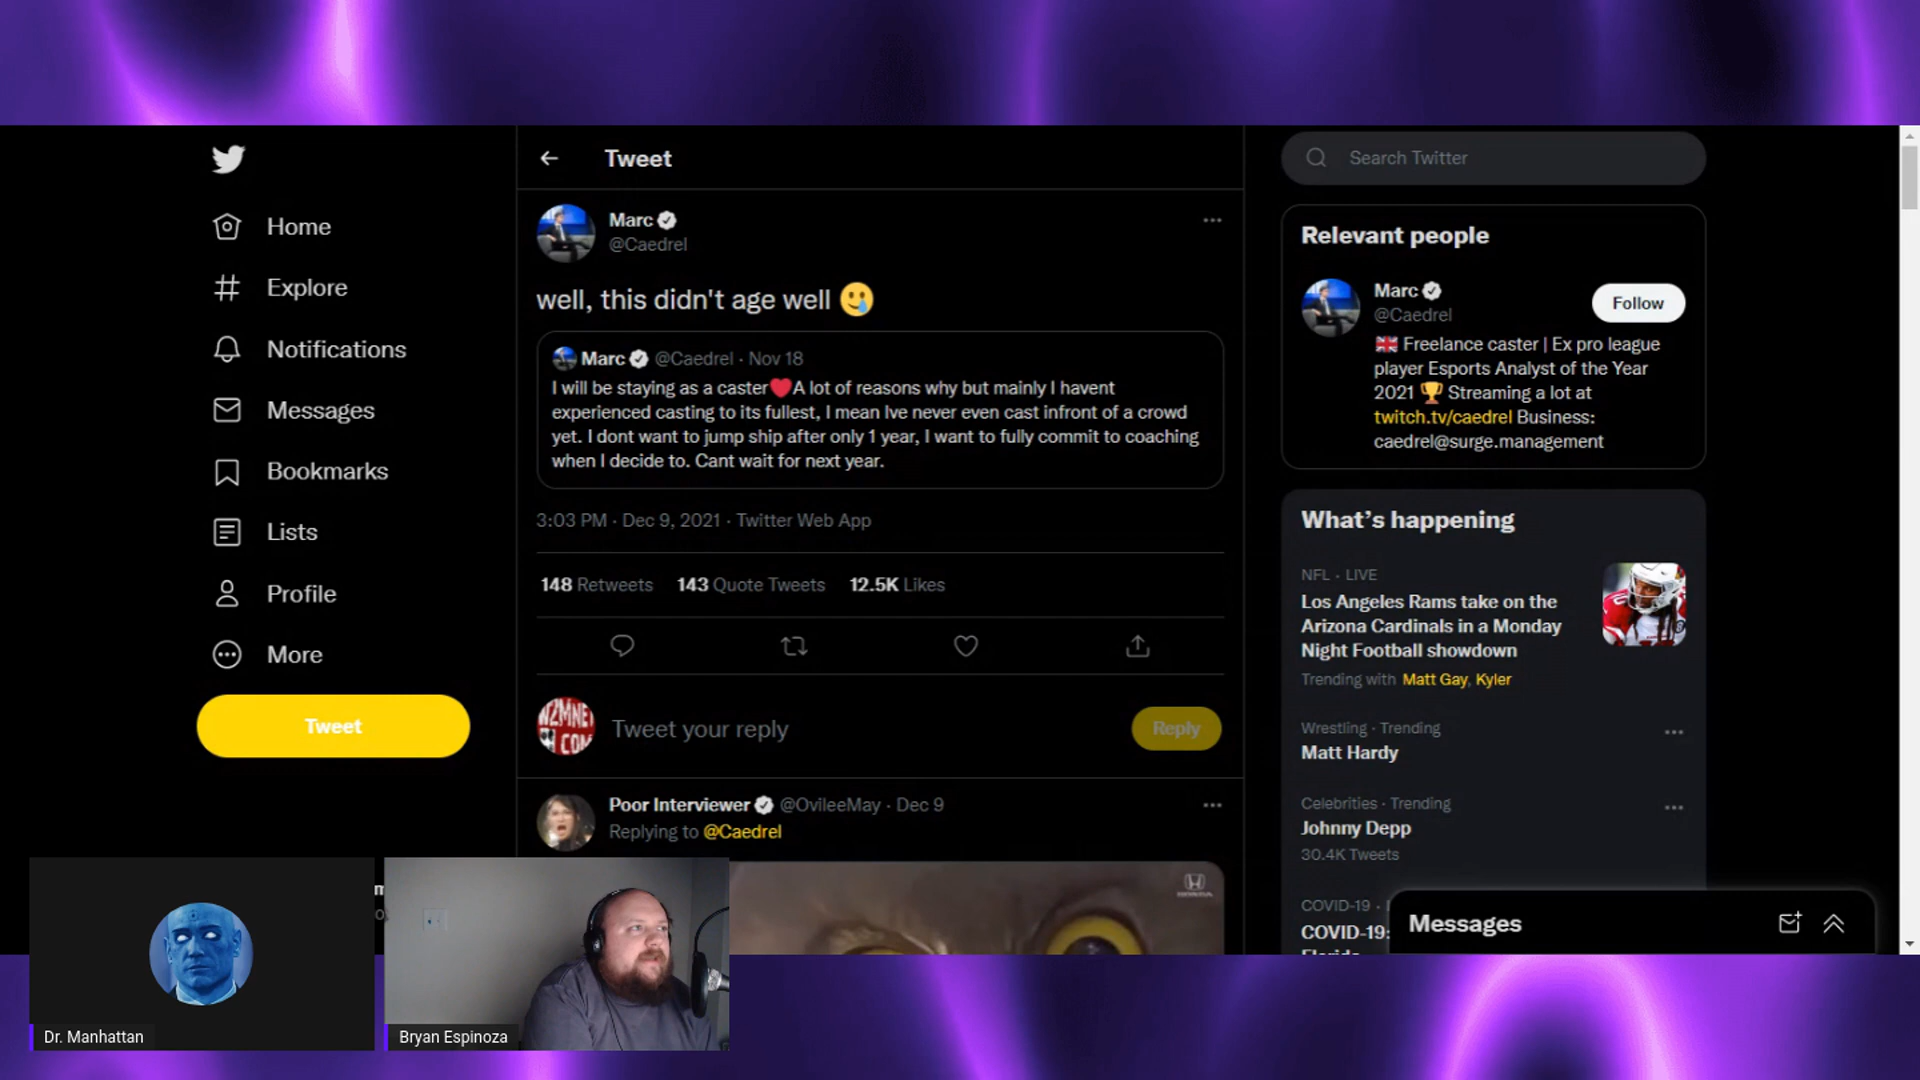 Home
Explore
Notifications
Messages
Bookmarks
Lists
Profile
More
Tweet
Tweet
Marc
@Caedrel
well, this didn't age well 🥲
Marc @Caedrel · Nov 18
I will be staying as a caster❤️A lot of reasons why but mainly I havent
experienced casting to its fullest, I mean Ive never even cast infront of a crowd
yet. I dont want to jump ship after only 1 year, I want to fully commit to coaching
when I decide to. Cant wait for next year.
3:03 PM · Dec 9, 2021 · Twitter Web App
148 Retweets 143 Quote Tweets 12.5K Likes
Tweet your reply
Reply
Poor Interviewer @OvileeMay · Dec 9
Replying to @Caedrel
HONDA
Search Twitter
Relevant people
Marc
@Caedrel
Follow
🇬🇧 Freelance caster | Ex pro league
player Esports Analyst of the Year
2021 🏆 Streaming a lot at
twitch.tv/caedrel Business:
caedrel@surge.management
What's happening
NFL · LIVE
Los Angeles Rams take on the
Arizona Cardinals in a Monday
Night Football showdown
Trending with Matt Gay, Kyler
Wrestling · Trending
Matt Hardy
Celebrities · Trending
Johnny Depp
30.4K Tweets
COVID-19 ·
COVID-19:
Messages
Dr. Manhattan
Bryan Espinoza